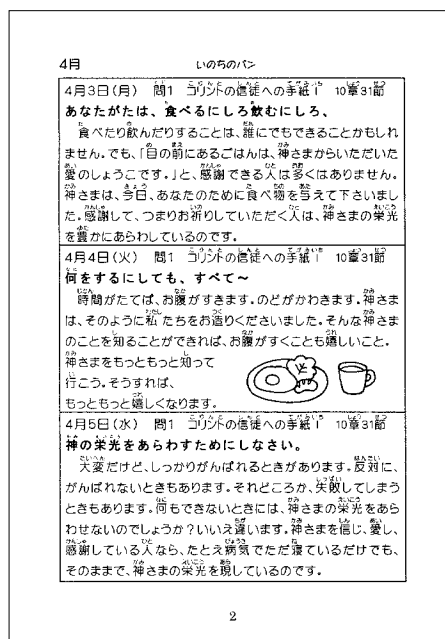 4月 いのちのパン
4月3日(月) 問1 コリントの信徒への手紙Ⅰ 10章31節
あなたがたは、食べるにしろ飲むにしろ、
食べたり飲んだりすることは、誰にでもできることかもしれ
ません。でも、「目の前にあるごはんは、神さまからいただいた
愛のしょうこです。」と、感謝できる人は多くはありません。
神さまは、今日、あなたのために食べ物を与えて下さいまし
た。感謝して、つまりお祈りしていただく人は、神さまの栄光
を豊かにあらわしているのです。
4月4日(火) 問1 コリントの信徒への手紙Ⅰ 10章31節
何をするにしても、すべて〜
時間がたてば、お腹がすきます。のどがかわきます。神さま
は、そのように私たちをお造りくださいました。そんな神さま
のことを知ることができれば、お腹がすくことも嬉しいこと。
神さまをもっともっと知って
行こう。そうすれば、
もっともっと嬉しくなります。
4月5日(水) 問1 コリントの信徒への手紙Ⅰ 10章31節
神の栄光をあらわすためにしなさい。
大変だけど、しっかりがんばれるときがあります。反対に、
がんばれないときもあります。それどころか、失敗してしまう
ときもあります。何もできないときには、神さまの栄光をあら
わせないのでしょうか?いいえ違います。神さまを信じ、愛し、
感謝している人なら、たとえ病気でただ寝ているだけでも、
そのままで、神さまの栄光を現しているのです。
2